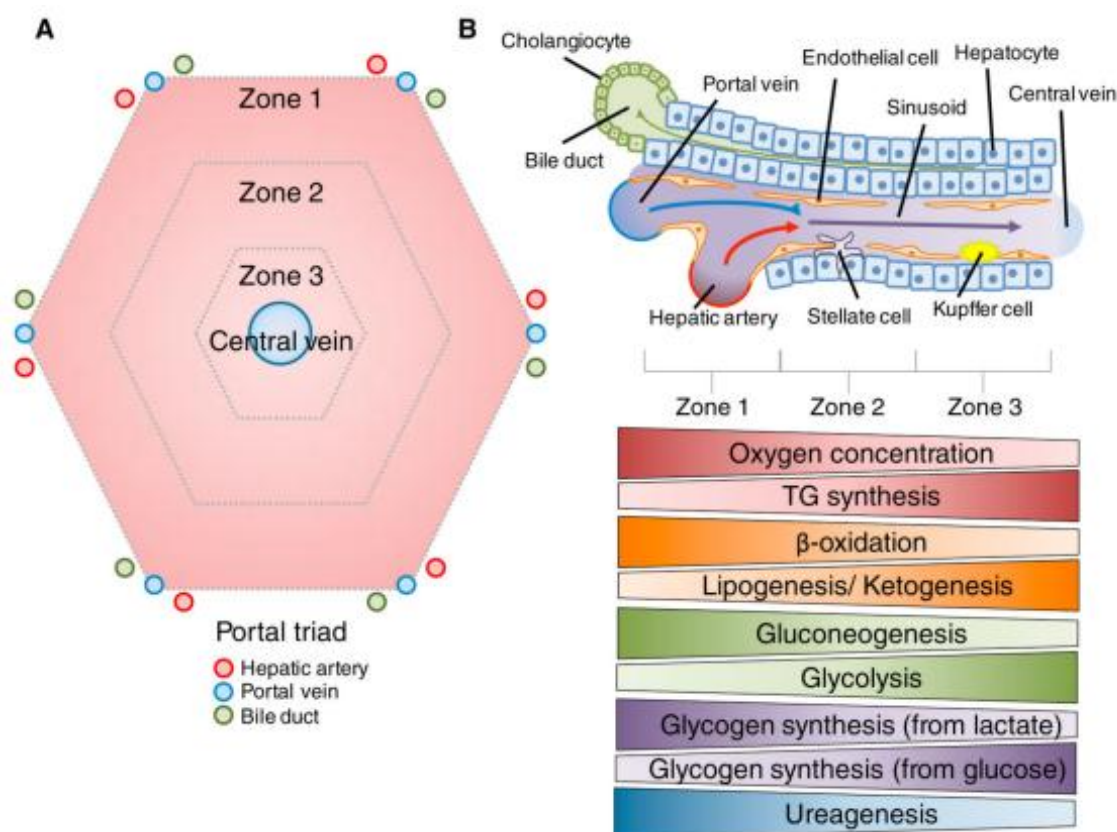 A
Zone 1
Zone 2
Zone 3
Central vein
Portal triad
Hepatic artery
Portal vein
Bile duct
B
Cholangiocyte
Portal vein
Endothelial cell
Hepatocyte
Sinusoid
Central vein
Bile duct
Hepatic artery
Stellate cell
Kupffer cell
Zone 1
Zone 2
Zone 3
Oxygen concentration
TG synthesis
β-oxidation
Lipogenesis/ Ketogenesis
Gluconeogenesis
Glycolysis
Glycogen synthesis (from lactate)
Glycogen synthesis (from glucose)
Ureagenesis